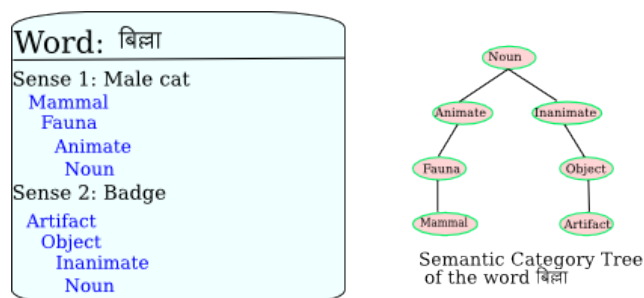 Word: बिल्ला
Sense 1: Male cat
Mammal
Fauna
Animate
Noun
Sense 2: Badge
Artifact
Object
Inanimate
Noun
Noun
Animate
Inanimate
Fauna
Object
Mammal
Artifact
Semantic Category Tree
of the word बिल्ला